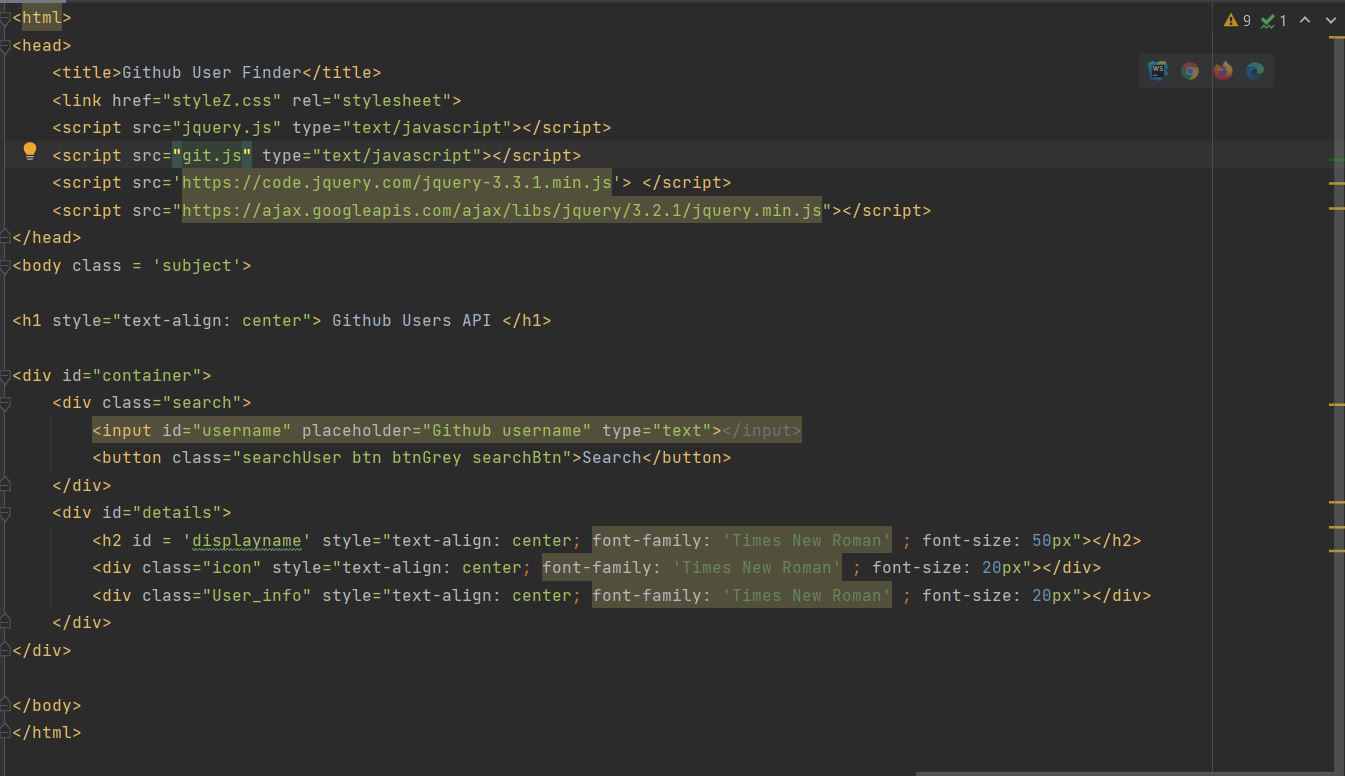 <html>
9 1
<head>
<title>Github User Finder</title>
WS
<link href="styleZ.css" rel="stylesheet">
<script src="jquery.js" type="text/javascript"></script>
<script src="git.js" type="text/javascript"></script>
<script src='https://code.jquery.com/jquery-3.3.1.min.js'> </script>
<script src="https://ajax.googleapis.com/ajax/libs/jquery/3.2.1/jquery.min.js"></script>
</head>
<body class = 'subject'>
<h1 style="text-align: center"> Github Users API </h1>
<div id="container">
<div class="search">
<input id="username" placeholder="Github username" type="text"></input>
<button class="searchUser btn btnGrey searchBtn">Search</button>
</div>
<div id="details">
<h2 id = 'displayname' style="text-align: center; font-family: 'Times New Roman' ; font-size: 50px"></h2>
<div class="icon" style="text-align: center; font-family: 'Times New Roman' ; font-size: 20px"></div>
<div class="User_info" style="text-align: center; font-family: 'Times New Roman' ; font-size: 20px"></div>
</div>
</div>
</body>
</html>